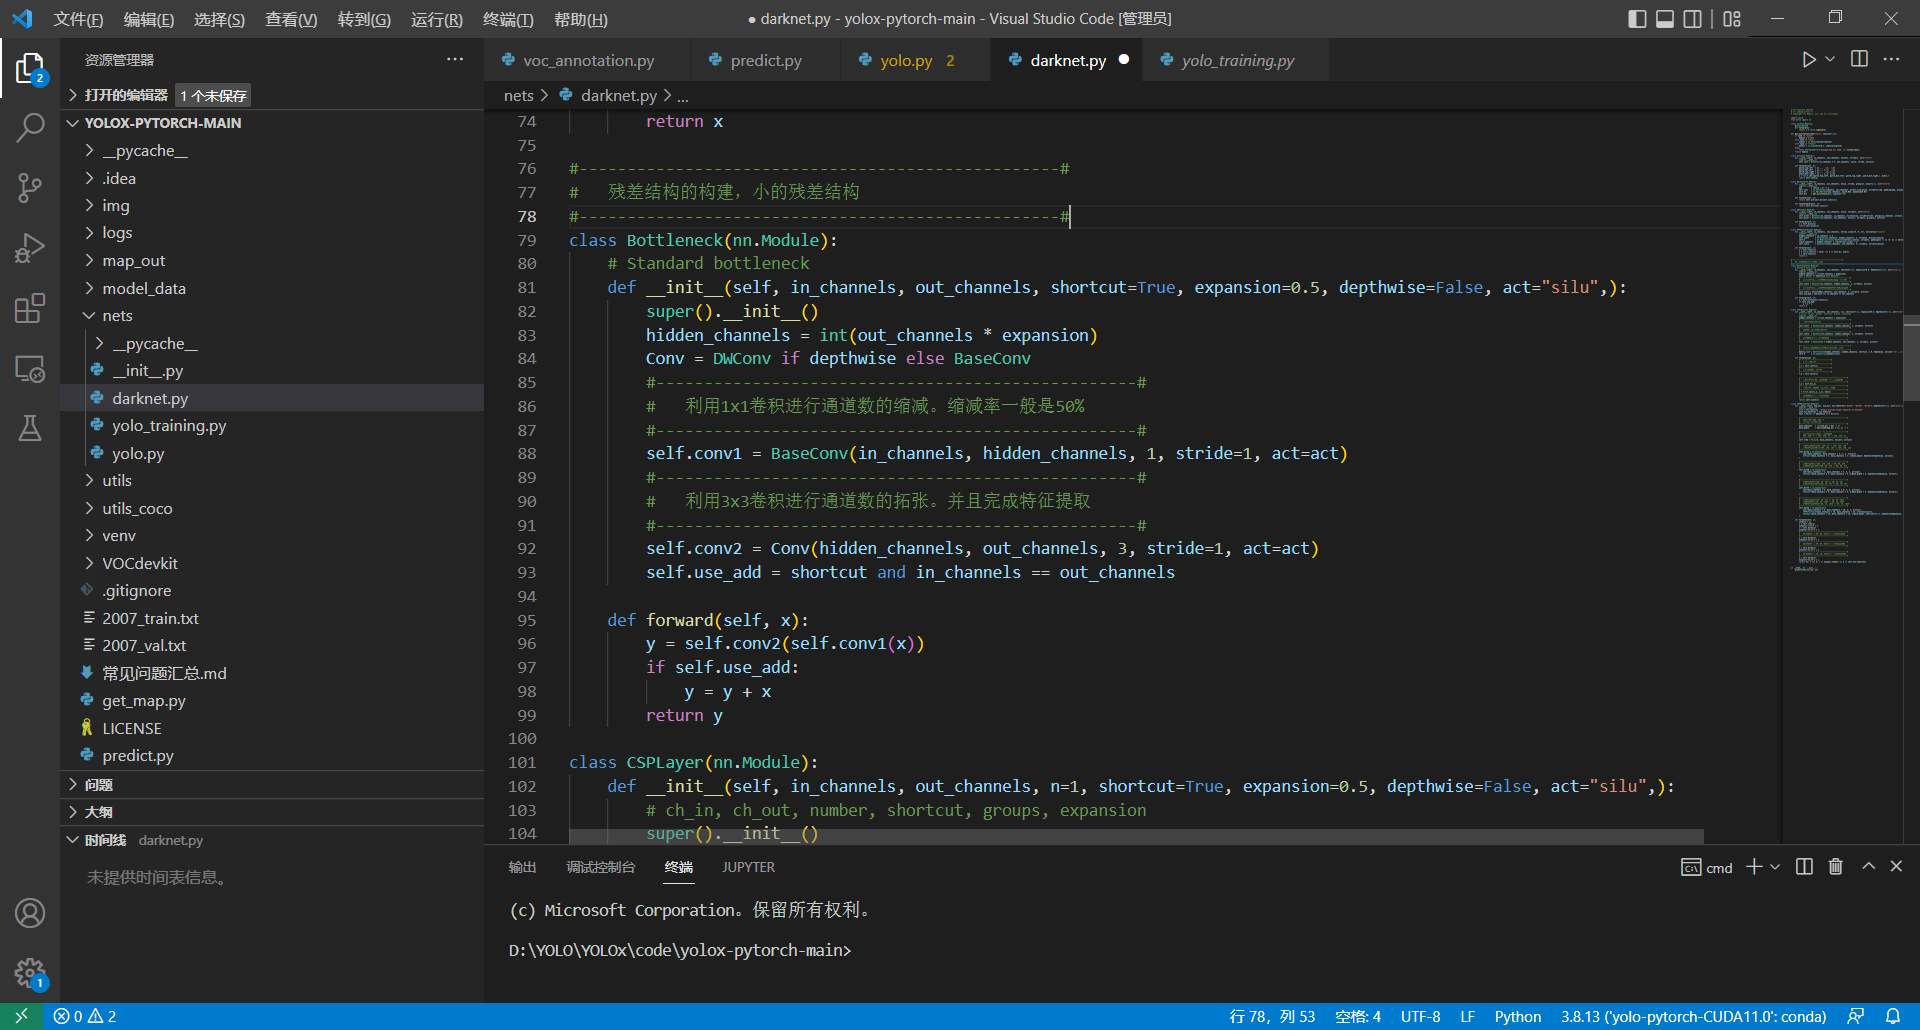 文件(F) 编辑(E) 选择(S) 查看(V) 转到(G) 运行(R) 终端(T) 帮助(H) ● darknet.py - yolox-pytorch-main - Visual Studio Code [管理员]
资源管理器 ···
voc_annotation.py predict.py yolo.py 2 darknet.py ● yolo_training.py
2
打开的编辑器 1 个未保存
nets > darknet.py > ...
YOLOX-PYTORCH-MAIN
__pycache__
.idea
img
logs
map_out
model_data
nets
__pycache__
__init__.py
darknet.py
yolo_training.py
yolo.py
utils
utils_coco
venv
VOCdevkit
.gitignore
2007_train.txt
2007_val.txt
常见问题汇总.md
get_map.py
LICENSE
predict.py
问题
大纲
时间线 darknet.py
未提供时间表信息。
1
74 return x
75
76 #--------------------------------------------------#
77 #   残差结构的构建，小的残差结构
78 #--------------------------------------------------#
79 class Bottleneck(nn.Module):
80     # Standard bottleneck
81     def __init__(self, in_channels, out_channels, shortcut=True, expansion=0.5, depthwise=False, act="silu",):
82         super().__init__()
83         hidden_channels = int(out_channels * expansion)
84         Conv = DWConv if depthwise else BaseConv
85         #--------------------------------------------------#
86         #   利用1x1卷积进行通道数的缩减。缩减率一般是50%
87         #--------------------------------------------------#
88         self.conv1 = BaseConv(in_channels, hidden_channels, 1, stride=1, act=act)
89         #--------------------------------------------------#
90         #   利用3x3卷积进行通道数的拓张。并且完成特征提取
91         #--------------------------------------------------#
92         self.conv2 = Conv(hidden_channels, out_channels, 3, stride=1, act=act)
93         self.use_add = shortcut and in_channels == out_channels
94
95     def forward(self, x):
96         y = self.conv2(self.conv1(x))
97         if self.use_add:
98             y = y + x
99         return y
100
101 class CSPLayer(nn.Module):
102     def __init__(self, in_channels, out_channels, n=1, shortcut=True, expansion=0.5, depthwise=False, act="silu",):
103         # ch_in, ch_out, number, shortcut, groups, expansion
104         super().__init__()
输出 调试控制台 终端 JUPYTER cmd
(c) Microsoft Corporation。保留所有权利。
D:\YOLO\YOLOx\code\yolox-pytorch-main>
0 2 行 78，列 53 空格: 4 UTF-8 LF Python 3.8.13 ('yolo-pytorch-CUDA11.0': conda)